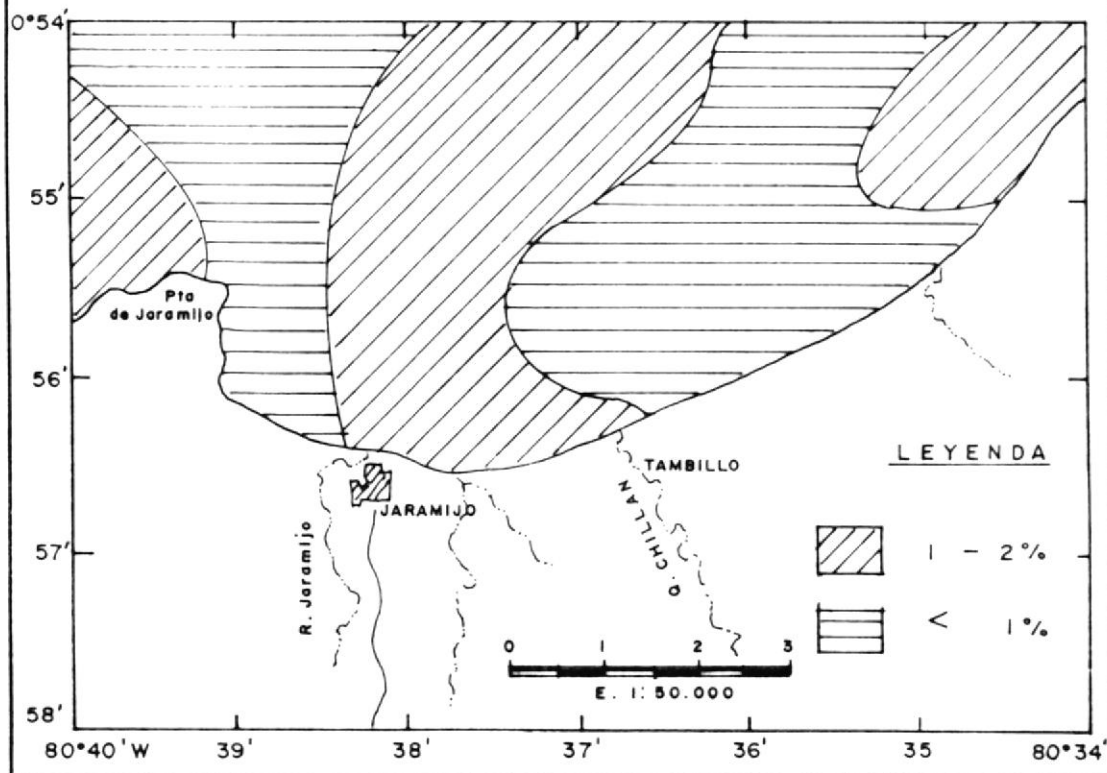 0°54'
55'
Pta
de Jaramijo
56'
LEYENDA
TAMBILLO
JARAMIJO
Q. CHILLAN
R. Jaramijo
1 - 2%
57'
< 1%
0 1 2 3
E. 1:50.000
58'
80°40'W 39' 38' 37' 36' 35 80°34'